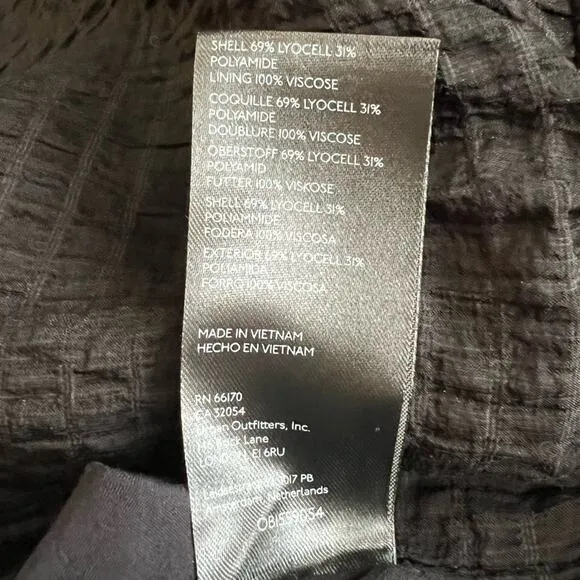 SHELL 69% LYOCELL 31%
POLYAMIDE
LINING 100% VISCOSE
COQUILLE 69% LYOCELL 31%
POLYAMIDE
DOUBLURE 100% VISCOSE
OBERSTOFF 69% LYOCELL 31%
POLYAMID
FUTTER 100% VISKOSE
SHELL 69% LYOCELL 31%
POLIAMMIDE
FODERA 100% VISCOSA
EXTERIOR 69% LYOCELL 31%
POLIAMIDA
FORRO 100% VISCOSA
MADE IN VIETNAM
HECHO EN VIETNAM
RN 66170
CA 32054
Urban Outfitters, Inc.
Lane
E1 6RU
1017 PB
Amsterdam, Netherlands